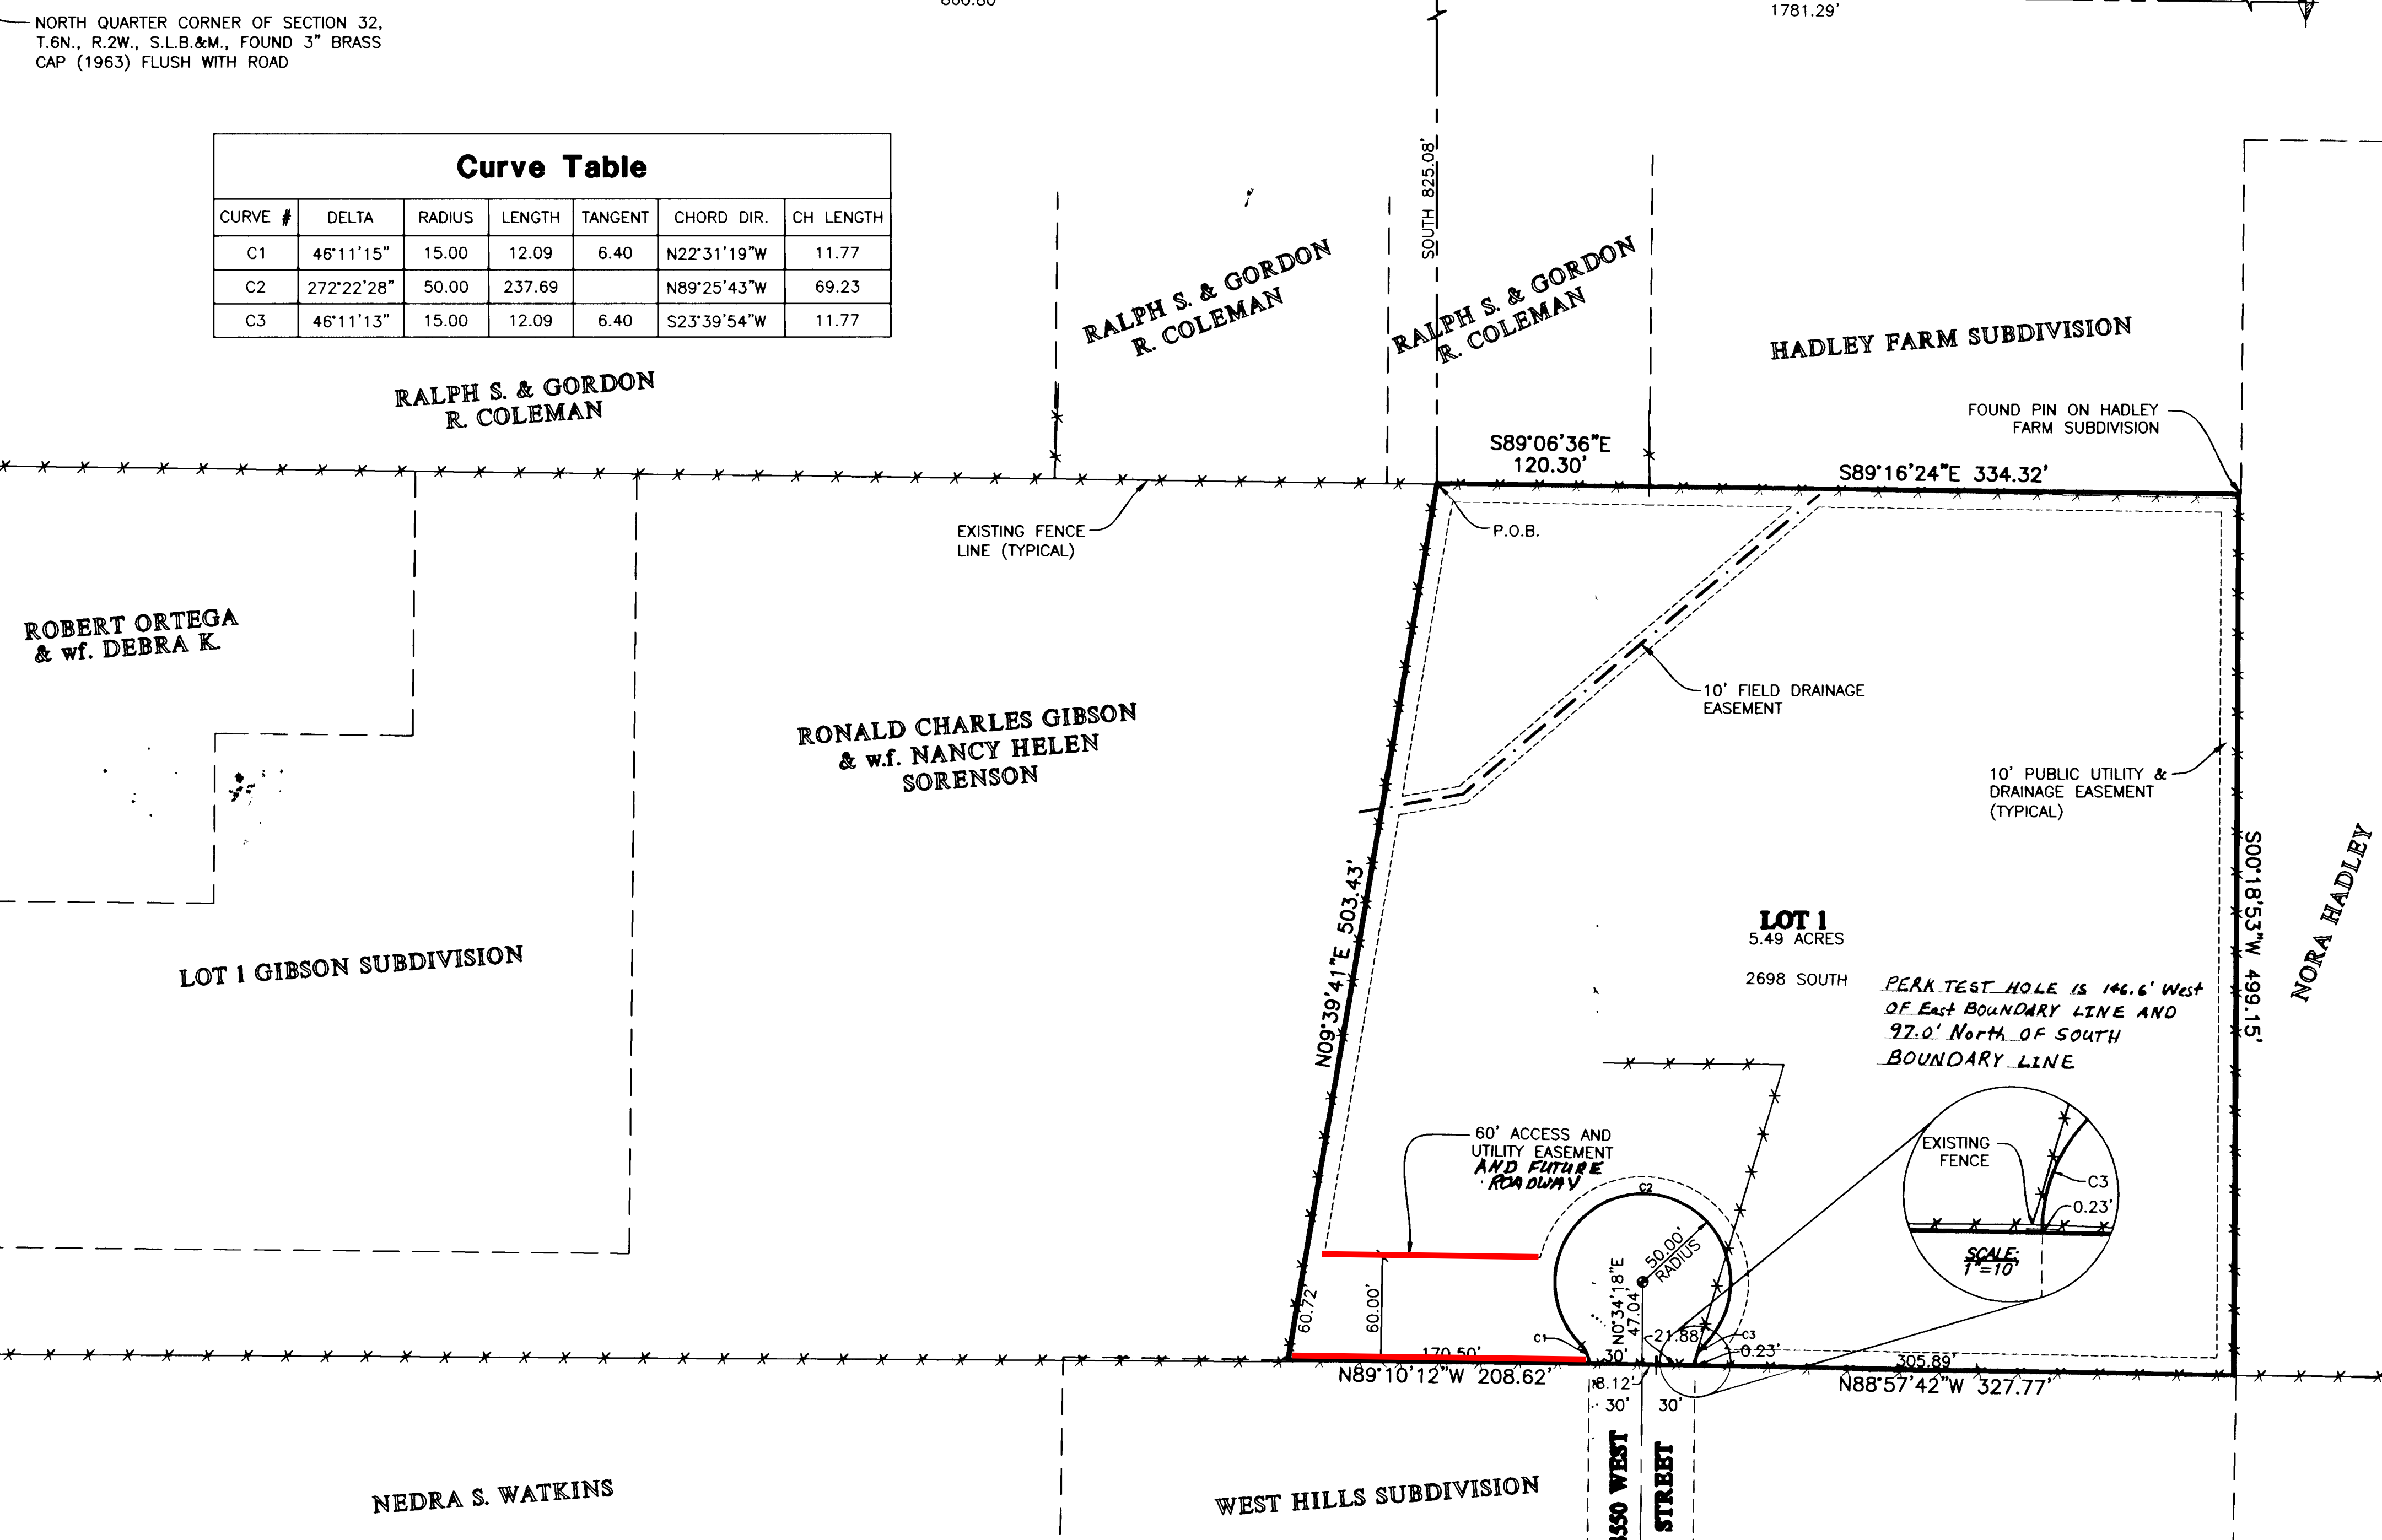 1781.29'
NORTH QUARTER CORNER OF SECTION 32,
T.6N., R.2W., S.L.B.&M., FOUND 3" BRASS
CAP (1963) FLUSH WITH ROAD
Curve Table
CURVE # DELTA RADIUS LENGTH TANGENT CHORD DIR. CH LENGTH
C1 46°11'15" 15.00 12.09 6.40 N22°31'19"W 11.77
C2 272°22'28" 50.00 237.69 N89°25'43"W 69.23
C3 46°11'13" 15.00 12.09 6.40 S23°39'54"W 11.77
SOUTH 825.08'
RALPH S. & GORDON
R. COLEMAN
RALPH S. & GORDON
R. COLEMAN
RALPH S. & GORDON
R. COLEMAN
HADLEY FARM SUBDIVISION
FOUND PIN ON HADLEY
FARM SUBDIVISION
S89°06'36"E
120.30'
S89°16'24"E 334.32'
EXISTING FENCE
LINE (TYPICAL)
P.O.B.
ROBERT ORTEGA
& wf. DEBRA K.
RONALD CHARLES GIBSON
& w.f. NANCY HELEN
SORENSON
10' FIELD DRAINAGE
EASEMENT
10' PUBLIC UTILITY &
DRAINAGE EASEMENT
(TYPICAL)
N09°39'41"E 503.43'
S00°18'53"W 499.15'
NORA HADLEY
LOT 1
5.49 ACRES
2698 SOUTH
PERK TEST HOLE IS 146.6' West
OF East BOUNDARY LINE AND
97.0' North OF SOUTH
BOUNDARY LINE
LOT 1 GIBSON SUBDIVISION
60' ACCESS AND
UTILITY EASEMENT
AND FUTURE
ROADWAY
EXISTING
FENCE
C3
0.23'
SCALE:
1"=10'
C2
50.00'
RADIUS
N0°34'18"E
47.04'
60.72'
60.00'
C1
21.88'
C3
0.23'
30'
170.50'
305.89'
N89°10'12"W 208.62'
8.12'
N88°57'42"W 327.77'
30'
30'
WEST
STREET
NEDRA S. WATKINS
WEST HILLS SUBDIVISION